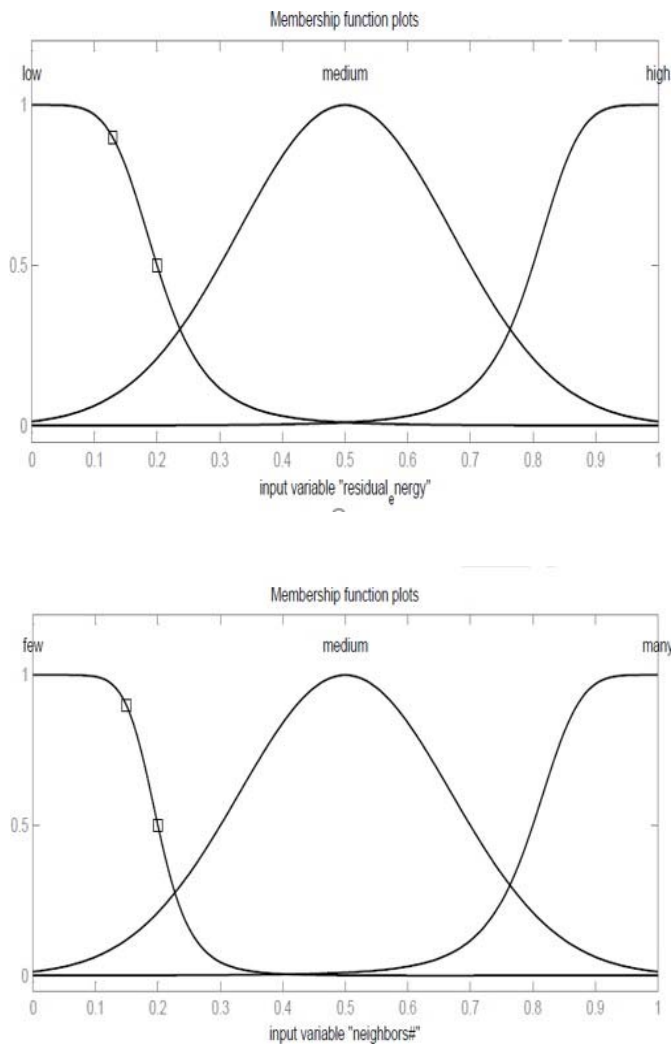 Membership function plots
low medium high
1
0.5
0
0 0.1 0.2 0.3 0.4 0.5 0.6 0.7 0.8 0.9 1
input variable "residual_energy"
Membership function plots
few medium many
1
0.5
0
0 0.1 0.2 0.3 0.4 0.5 0.6 0.7 0.8 0.9 1
input variable "neighbors#"